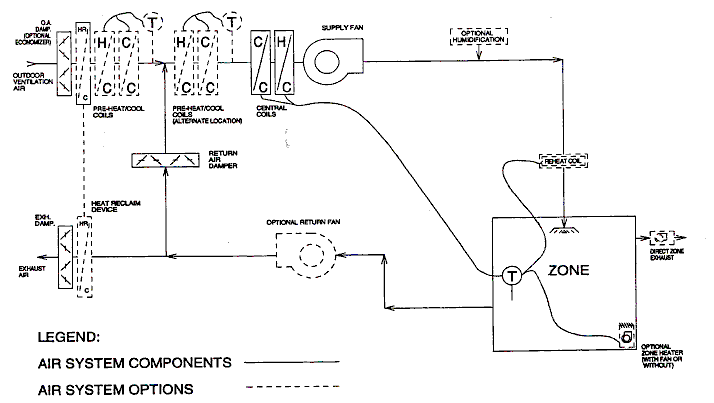 O.A.
DAMP.
(OPTIONAL
ECONOMIZER)
OUTDOOR
VENTILATION
AIR
HR
C
H
C
C
C
T
PRE-HEAT/COOL
COILS
H
C
C
C
T
PRE-HEAT/COOL
COILS
(ALTERNATE LOCATION)
C
H
C
C
CENTRAL
COILS
SUPPLY FAN
OPTIONAL
HUMIDIFICATION
RETURN
AIR
DAMPER
REHEAT COIL
EXH.
DAMP.
EXHAUST
AIR
HR
C
HEAT RECLAIM
DEVICE
OPTIONAL RETURN FAN
T
ZONE
DIRECT ZONE
EXHAUST
OPTIONAL
ZONE HEATER
(WITH FAN OR
WITHOUT)
LEGEND:
AIR SYSTEM COMPONENTS
AIR SYSTEM OPTIONS